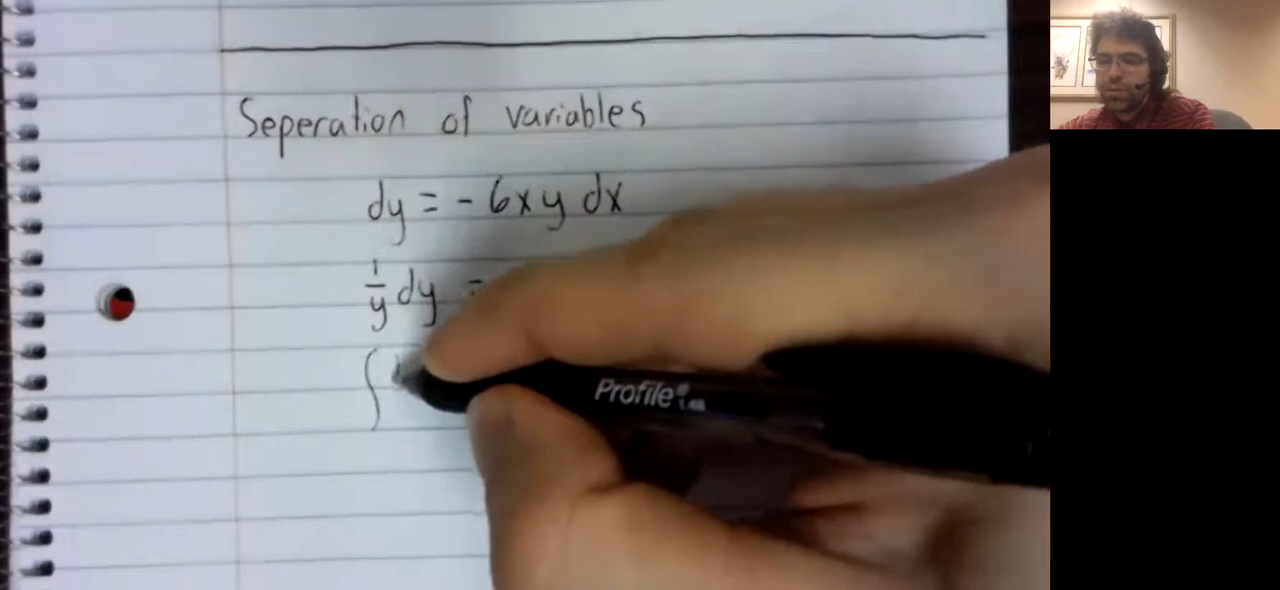 Seperation of variables
dy = - 6xy dx
1/y dy =
∫
Profile